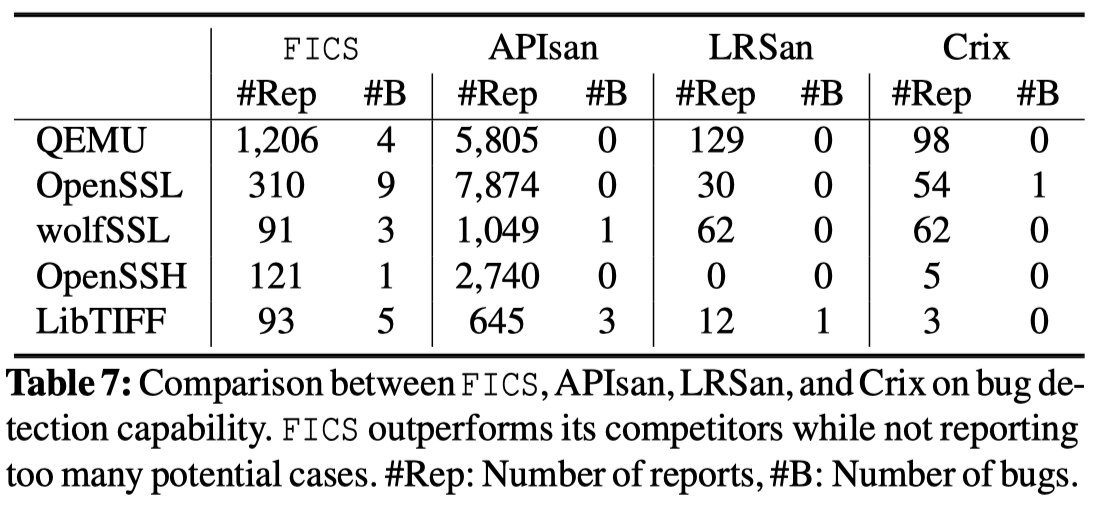 FICS APIsan LRSan Crix
#Rep #B #Rep #B #Rep #B #Rep #B
QEMU 1,206 4 5,805 0 129 0 98 0
OpenSSL 310 9 7,874 0 30 0 54 1
wolfSSL 91 3 1,049 1 62 0 62 0
OpenSSH 121 1 2,740 0 0 0 5 0
LibTIFF 93 5 645 3 12 1 3 0
Table 7: Comparison between FICS, APIsan, LRSan, and Crix on bug de-
tection capability. FICS outperforms its competitors while not reporting
too many potential cases. #Rep: Number of reports, #B: Number of bugs.